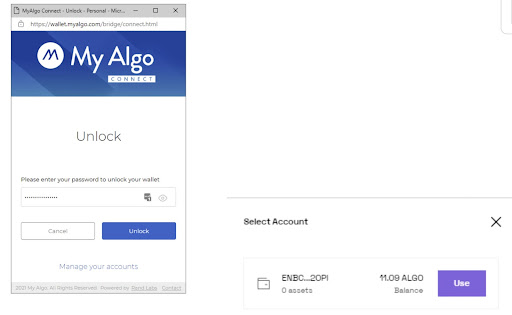 MyAlgo Connect - Unlock - Personal - Micr...
https://wallet.myalgo.com/bridge/connect.html
My Algo
CONNECT
Unlock
Please enter your password to unlock your wallet
Cancel
Unlock
Manage your accounts
2021 My Algo. All Rights Reserved. Powered by Rand Labs Contact
Select Account
ENBC...2OPI
11.09 ALGO
0 assets
Balance
Use